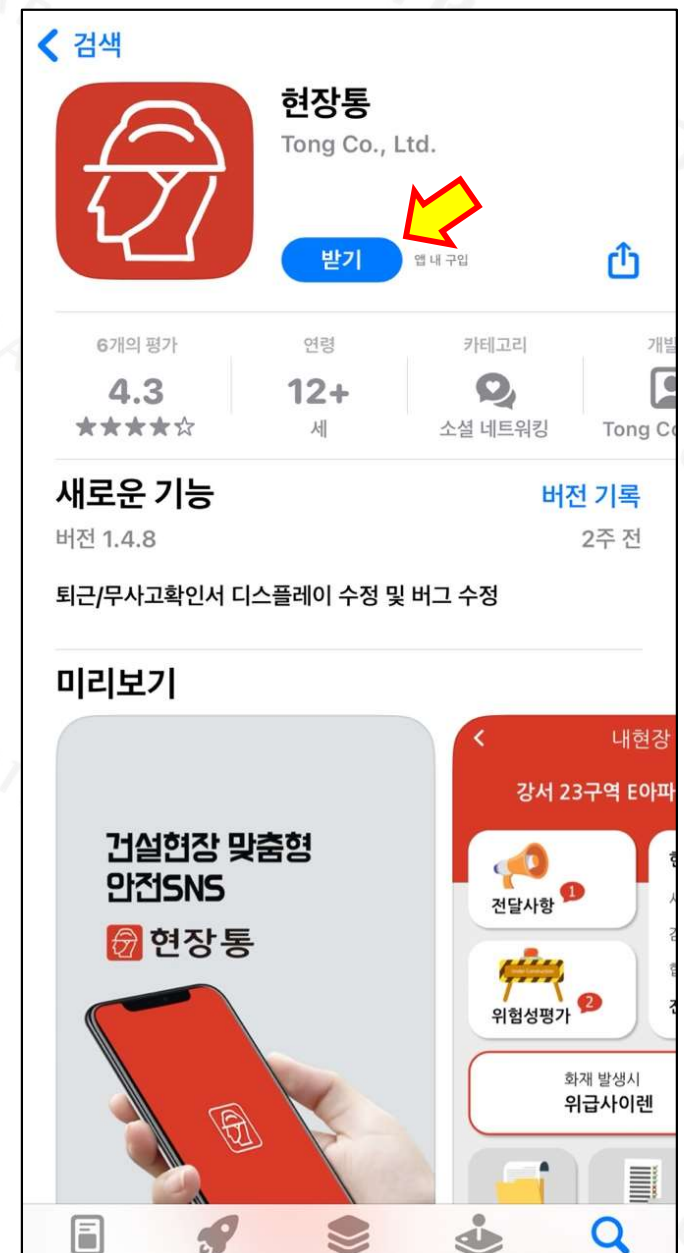 검색
현장통
Tong Co., Ltd.
받기
앱 내 구입
6개의 평가
연령
카테고리
개발
4.3
12+
★★★★☆
세
소셜 네트워킹
Tong Co
새로운 기능
버전 기록
버전 1.4.8
2주 전
퇴근/무사고확인서 디스플레이 수정 및 버그 수정
미리보기
건설현장 맞춤형
안전SNS
현장통
내현장
강서 23구역 E아파
전달사항
1
Under Construction
위험성평가
2
화재 발생시
위급사이렌